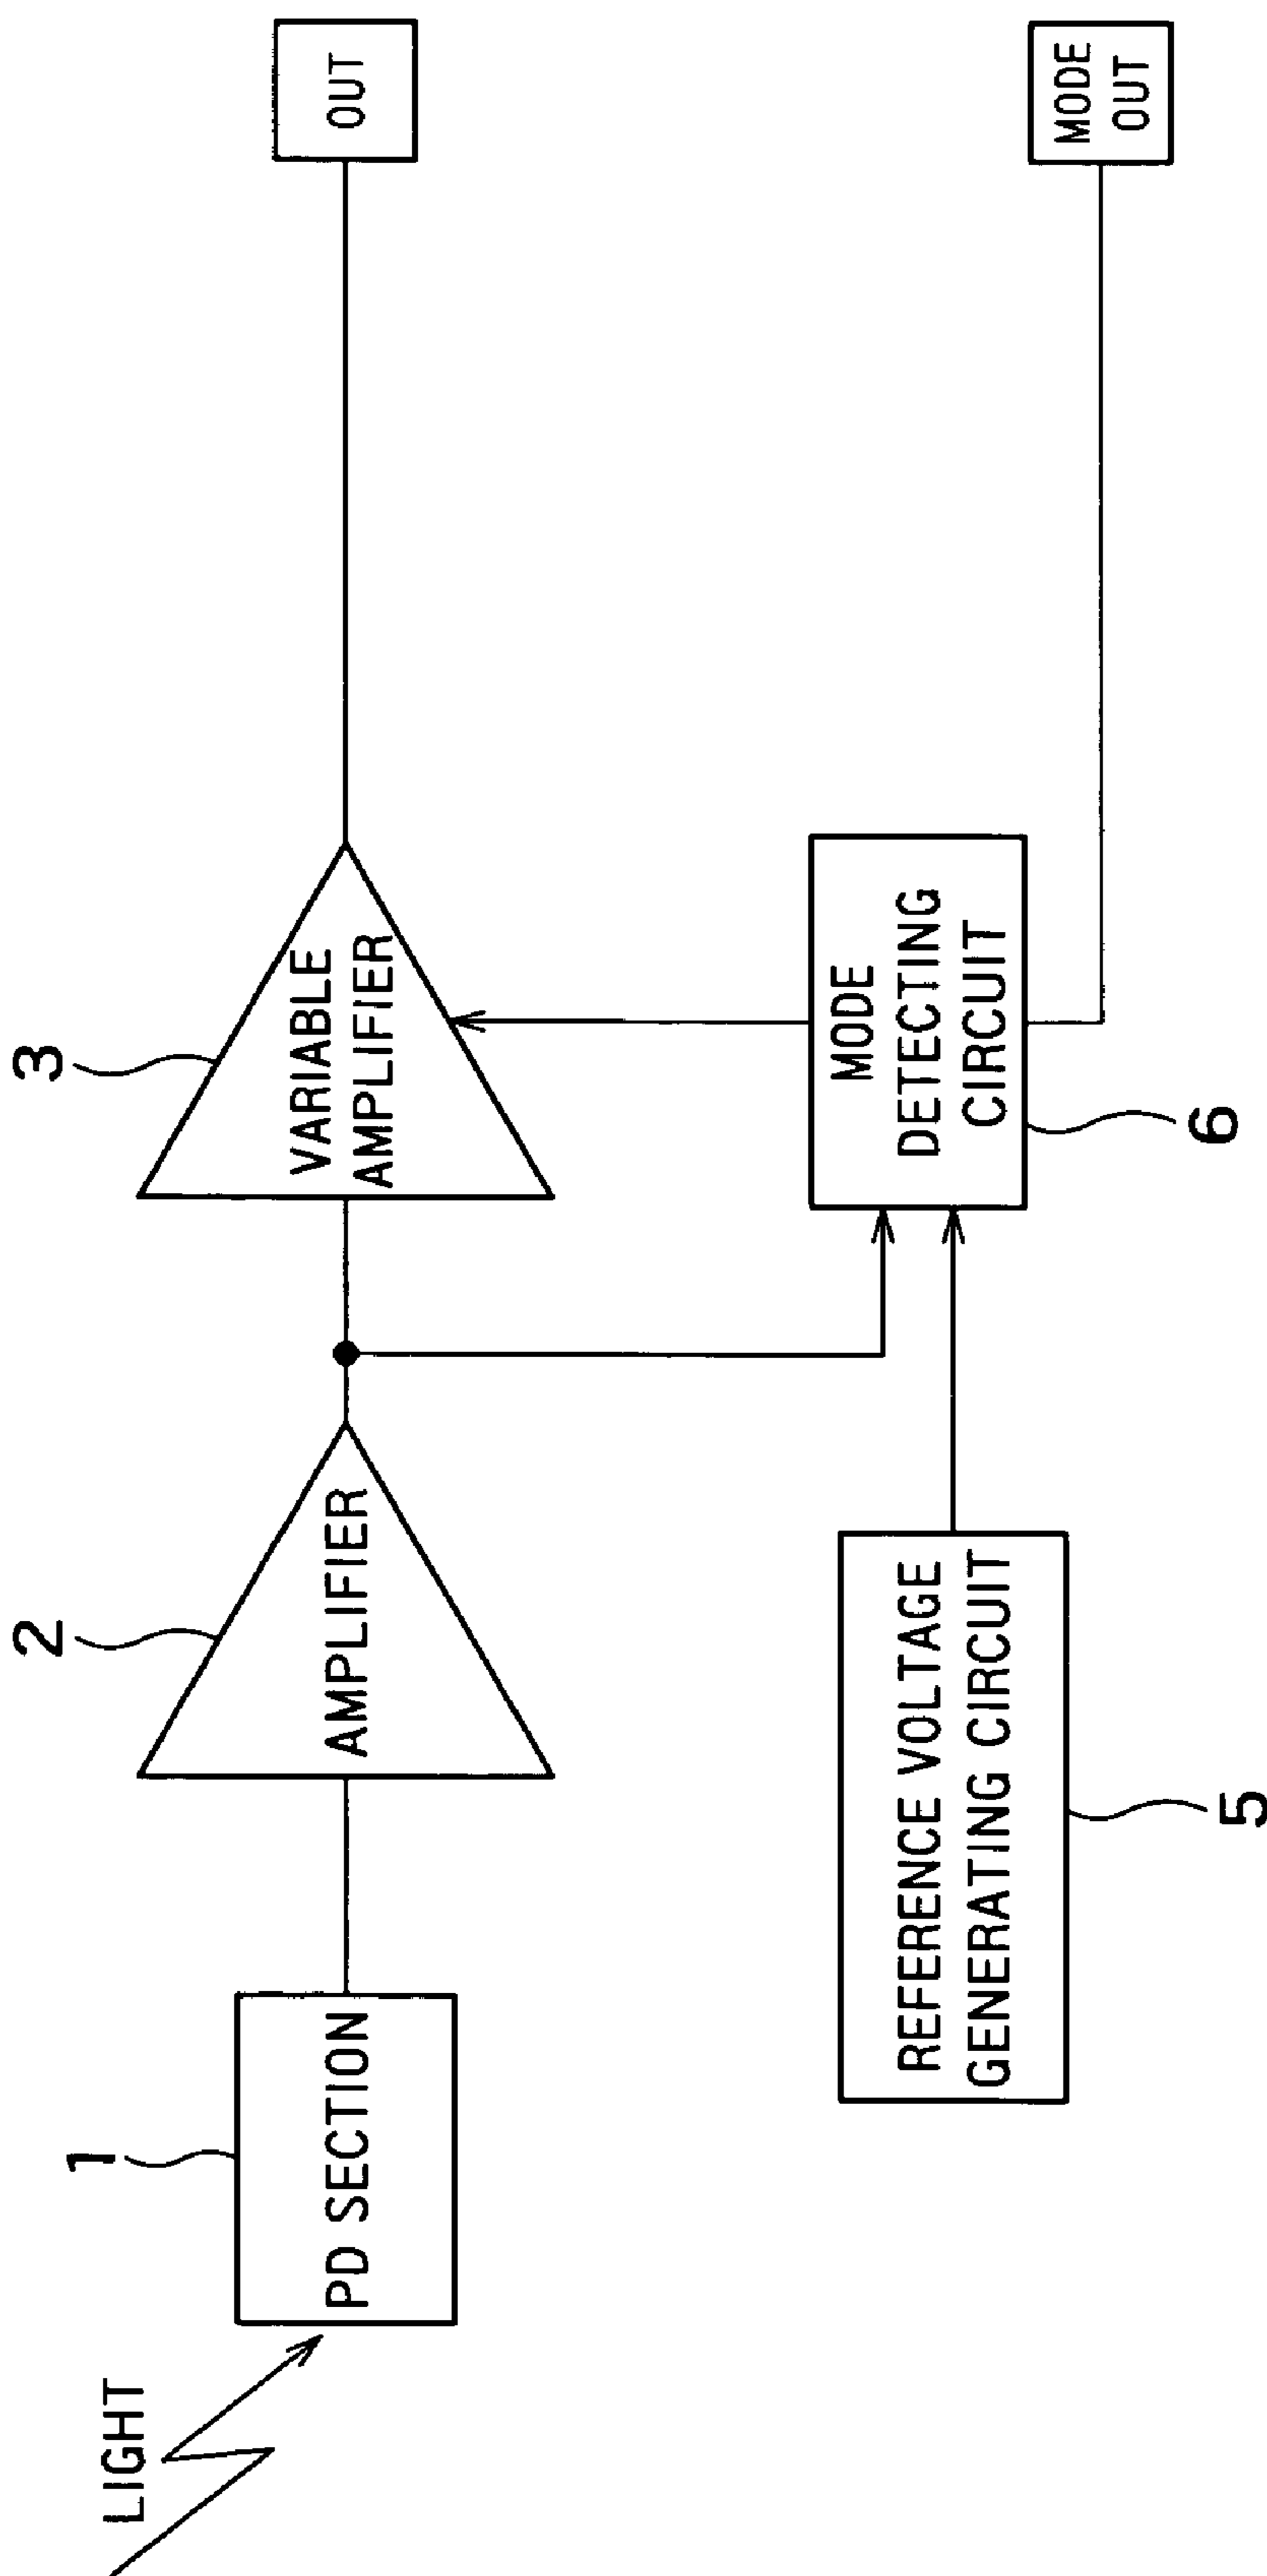 LIGHT
1
PD SECTION
2
AMPLIFIER
3
VARIABLE
AMPLIFIER
OUT
5
REFERENCE VOLTAGE
GENERATING CIRCUIT
6
MODE
DETECTING
CIRCUIT
MODE
OUT